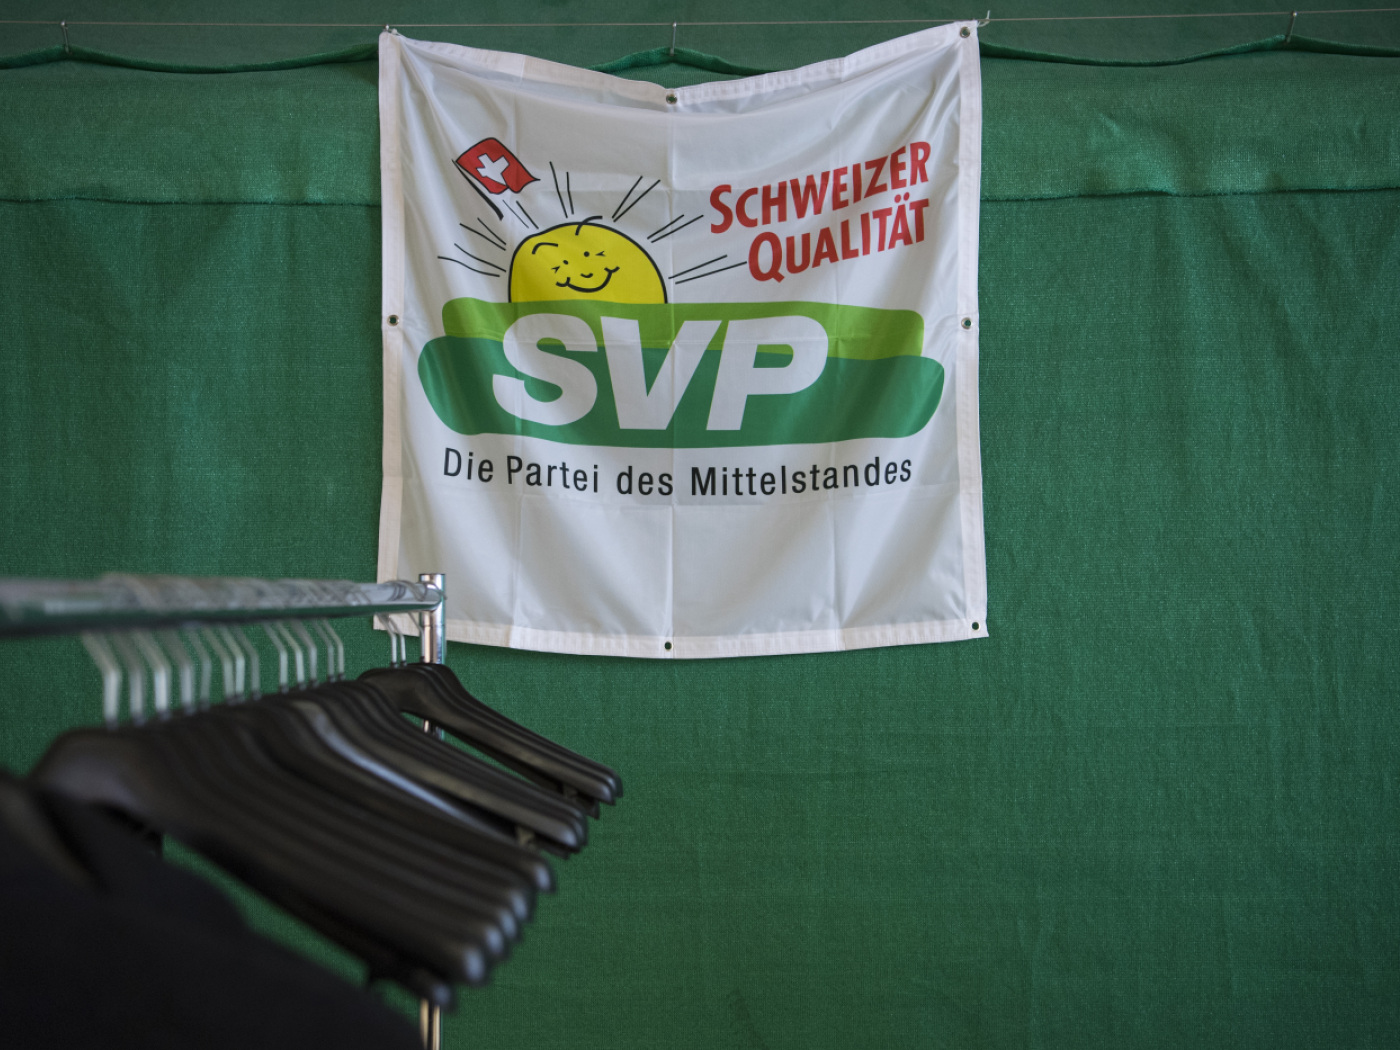 SCHWEIZER
QUALITÄT
SVP
Die Partei des Mittelstandes